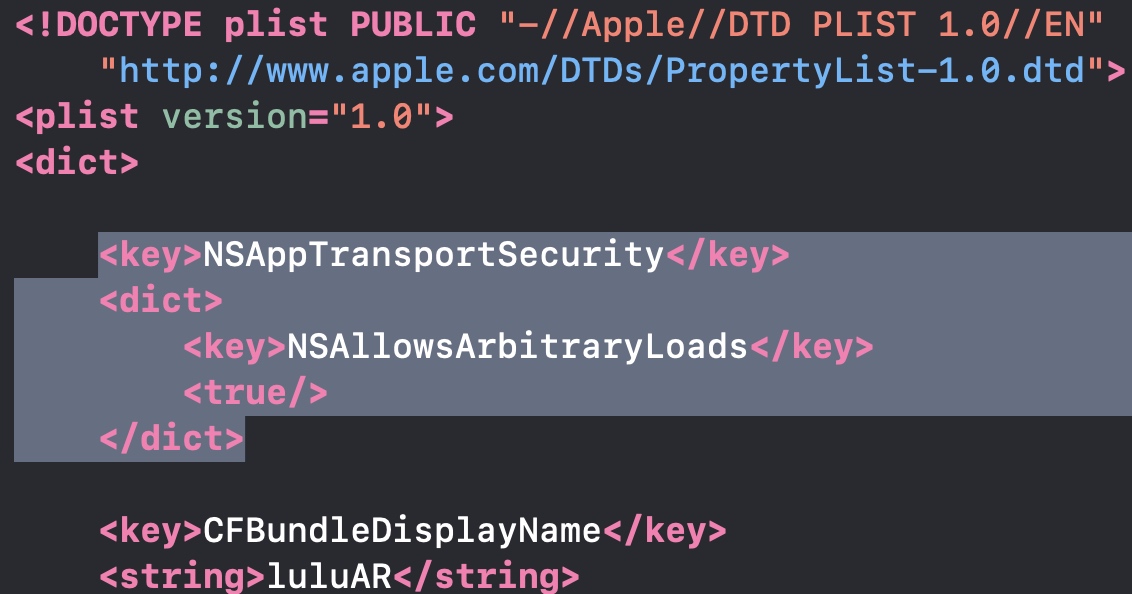 <!DOCTYPE plist PUBLIC "-//Apple//DTD PLIST 1.0//EN"
"http://www.apple.com/DTDs/PropertyList-1.0.dtd">
<plist version="1.0">
<dict>
<key>NSAppTransportSecurity</key>
<dict>
<key>NSAllowsArbitraryLoads</key>
<true/>
</dict>
<key>CFBundleDisplayName</key>
<string>luluAR</string>